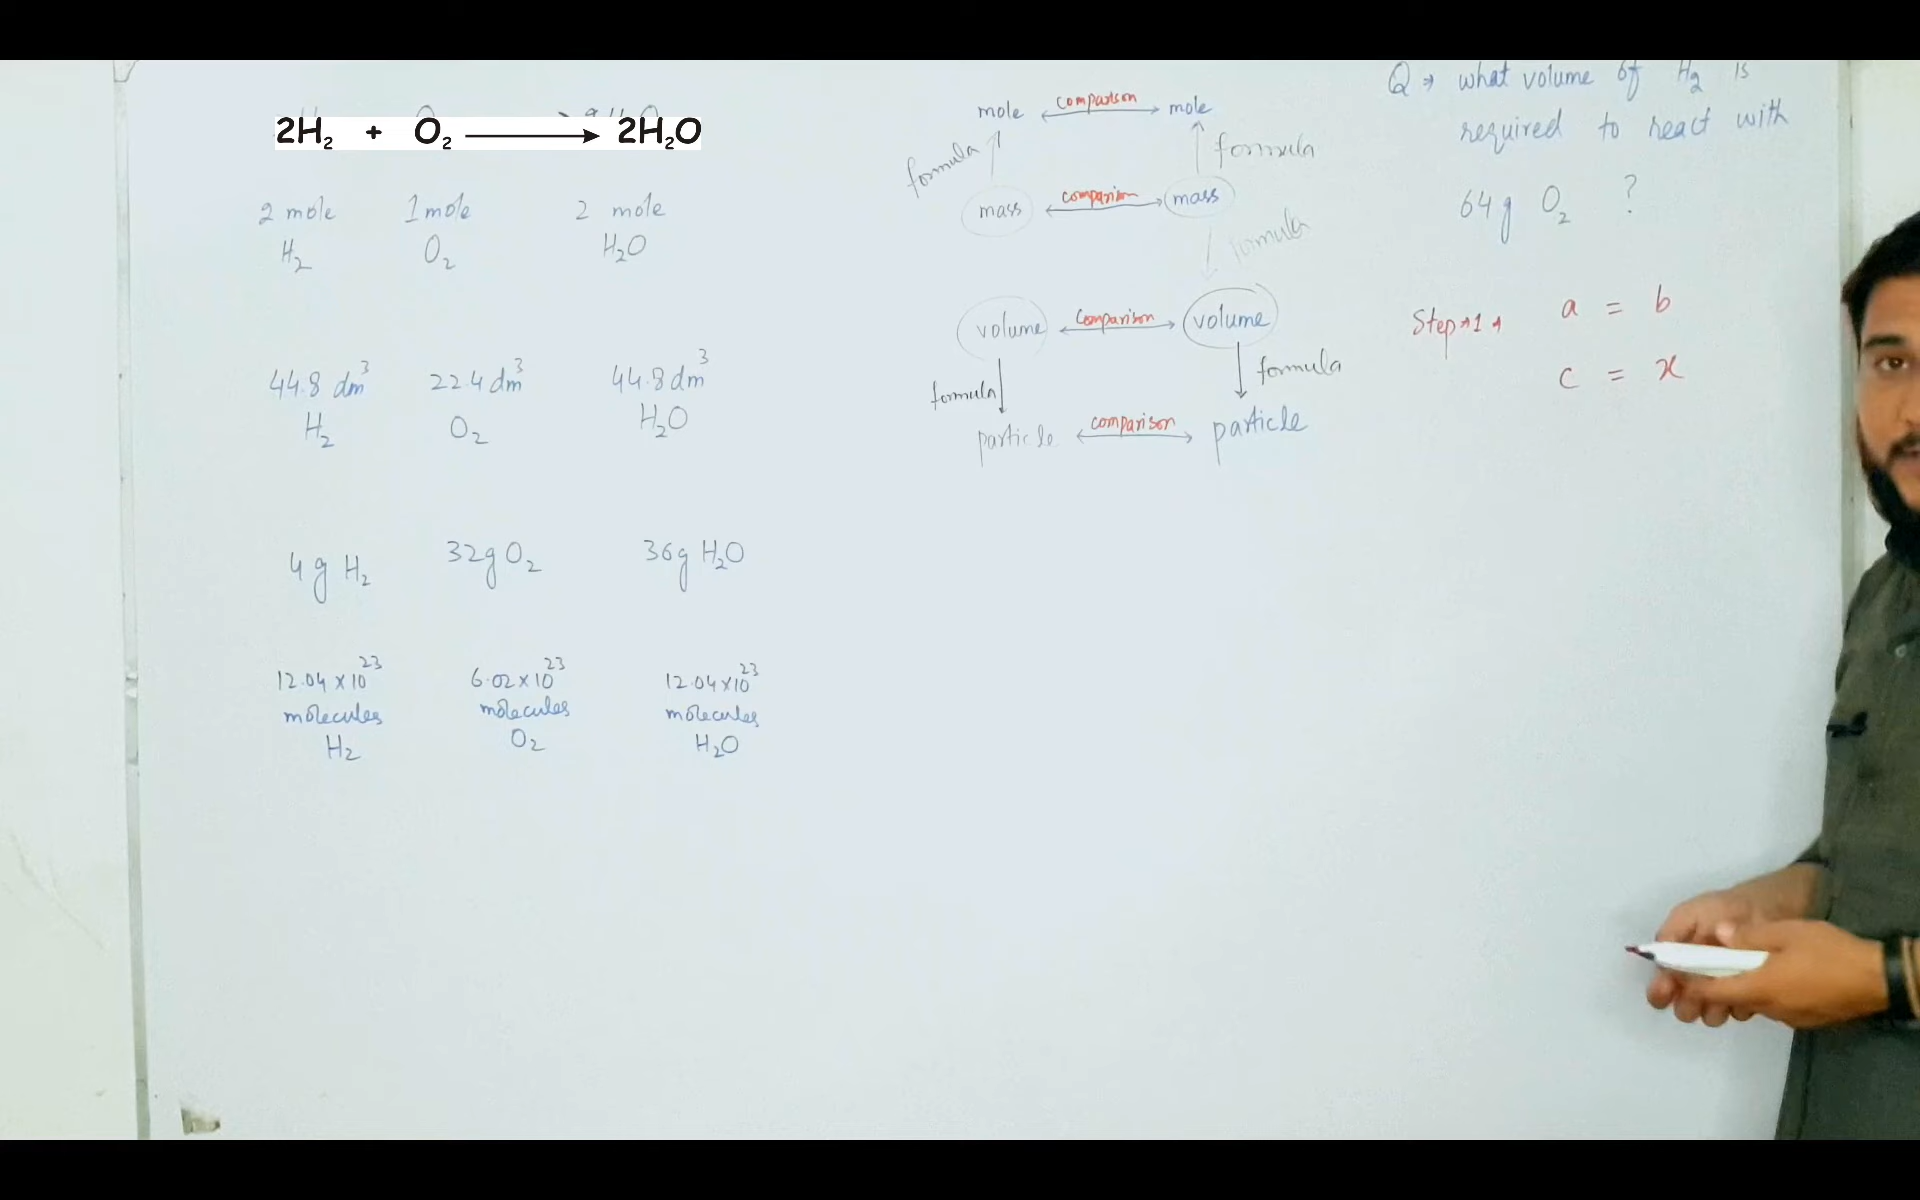 2H₂ + O₂ ⟶ 2H₂O
2 mole 1 mole 2 mole
H₂ O₂ H₂O
44.8 dm³ 22.4 dm³ 44.8 dm³
H₂ O₂ H₂O
4 g H₂ 32g O₂ 36g H₂O
12.04 × 10²³ 6.02 × 10²³ 12.04 × 10²³
molecules molecules molecules
H₂ O₂ H₂O
mole ⟷ comparison mole
formula formula
mass ⟷ comparison mass
formula
volume ⟷ comparison volume
formula formula
particle ⟷ comparison particle
Q → what volume of H₂ is
required to react with
64 g O₂ ?
Step 1 → a = b
c = x